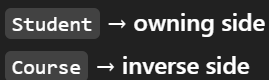 Student → owning side
Course → inverse side